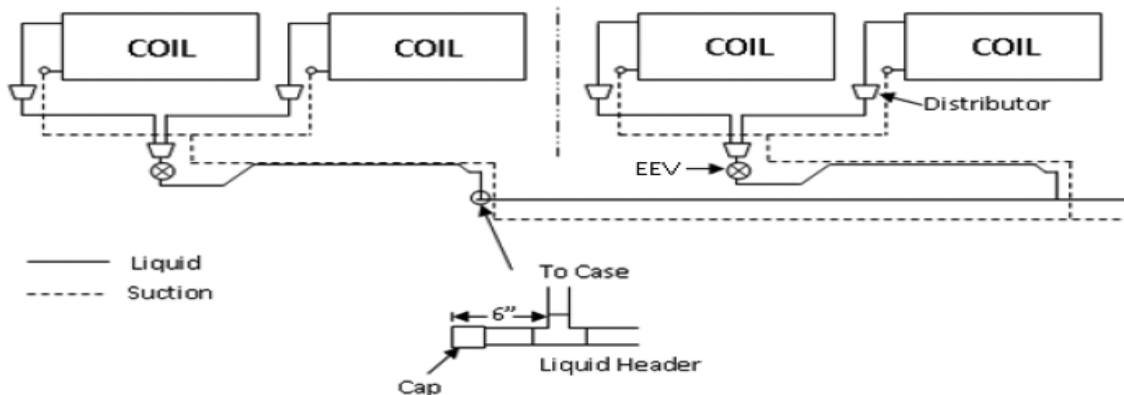 COIL
COIL
COIL
COIL
Distributor
EEV
Liquid
Suction
To Case
6”
Liquid Header
Cap